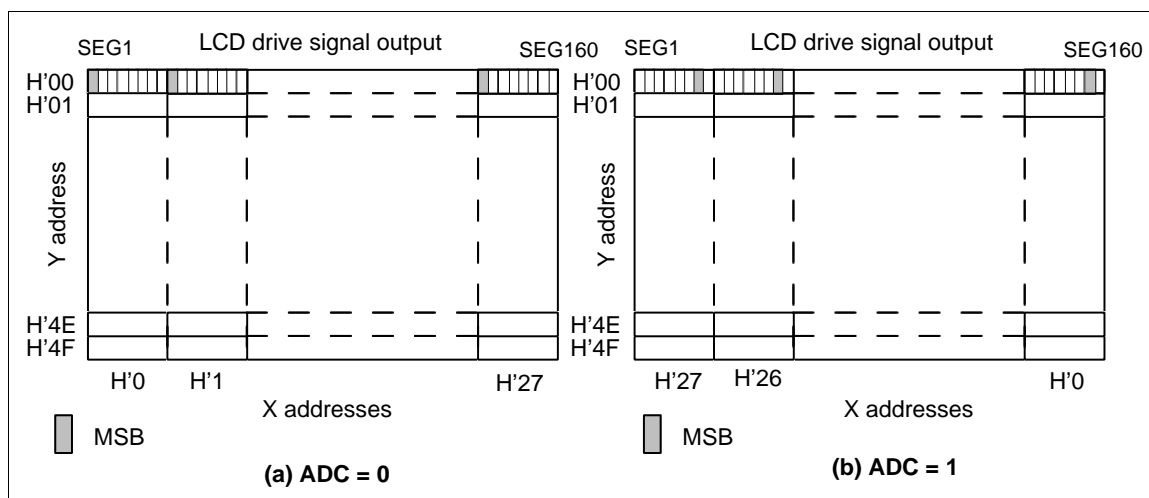 SEG1 LCD drive signal output SEG160
H'00
H'01
Y address
H'4E
H'4F
H'0 H'1 H'27
X addresses
MSB
(a) ADC = 0
SEG1 LCD drive signal output SEG160
H'00
H'01
Y address
H'4E
H'4F
H'27 H'26 H'0
X addresses
MSB
(b) ADC = 1